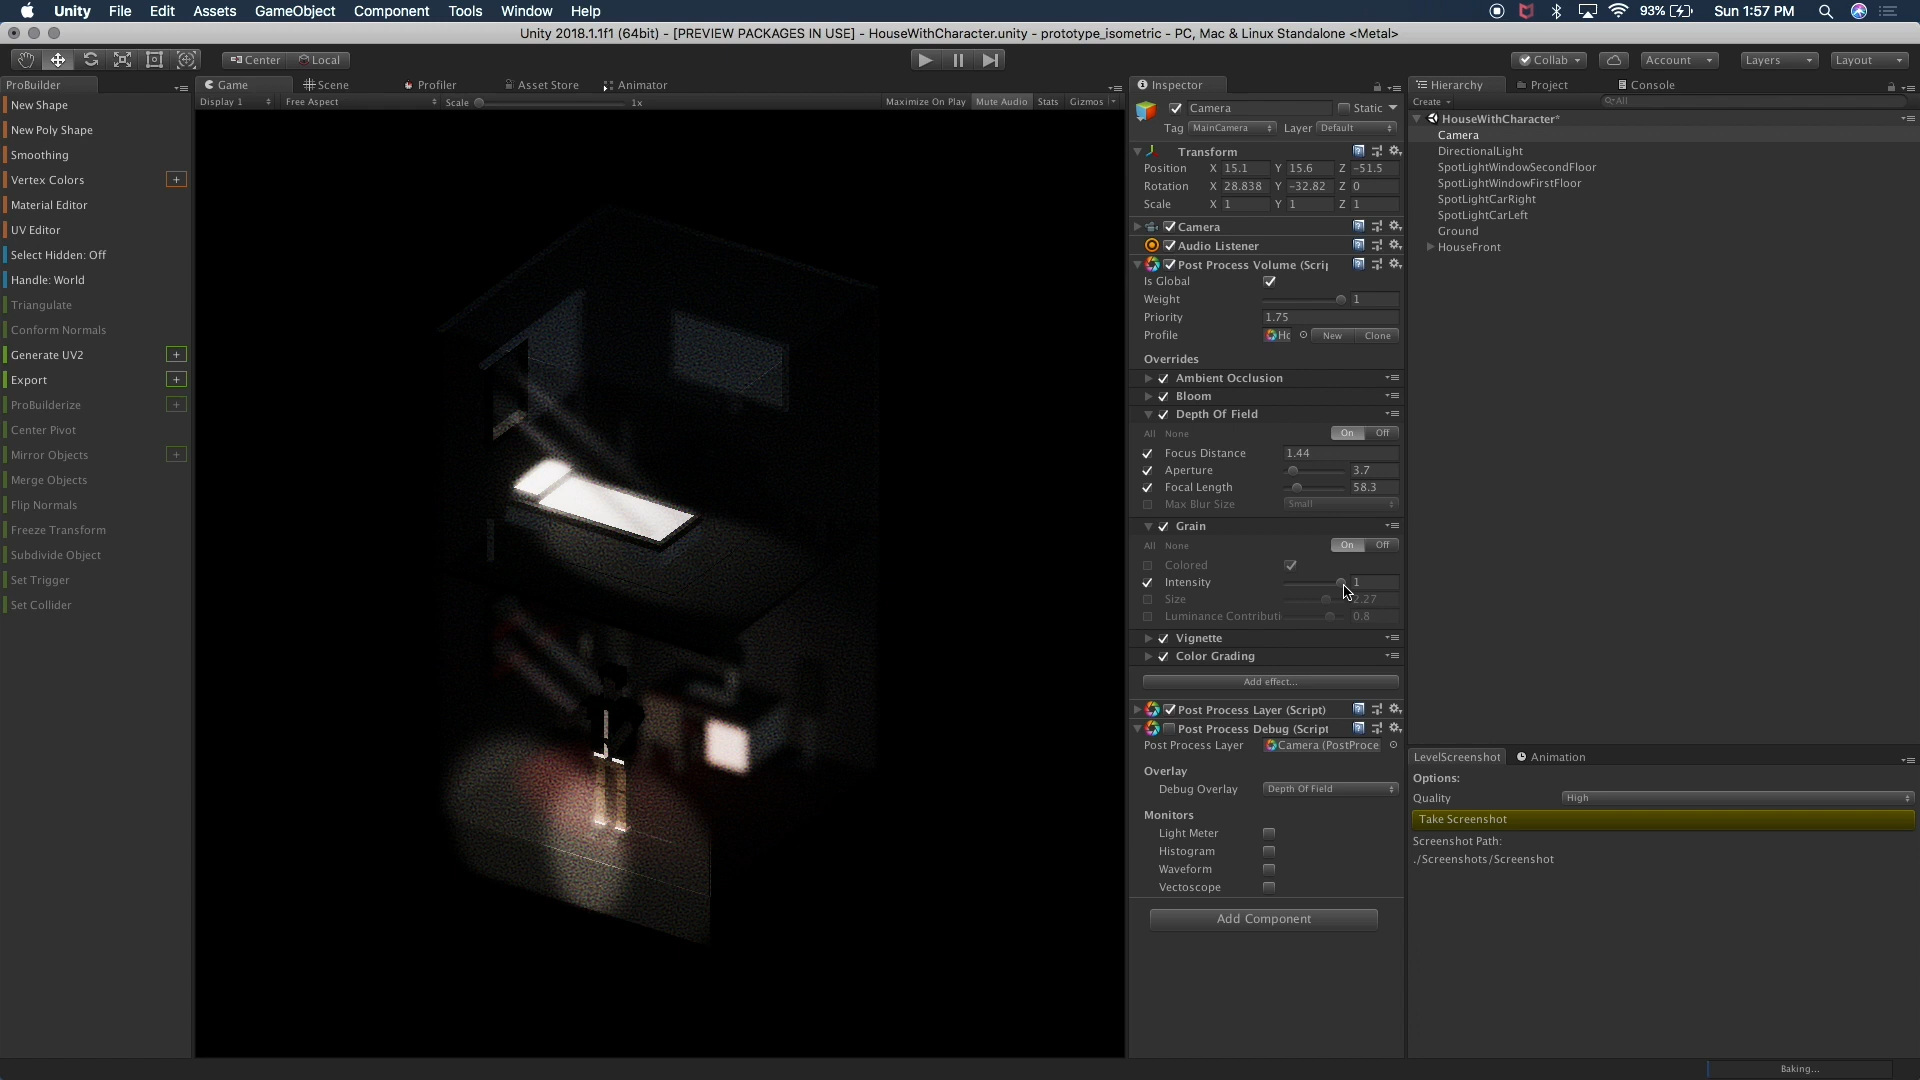 Unity File Edit Assets GameObject Component Tools Window Help 93% Sun 1:57 PM
Unity 2018.1.1f1 (64bit) - [PREVIEW PACKAGES IN USE] - HouseWithCharacter.unity - prototype_isometric - PC, Mac & Linux Standalone <Metal>
Center Local Collab Account Layers Layout
ProBuilder
New Shape
New Poly Shape
Smoothing
Vertex Colors +
Material Editor
UV Editor
Select Hidden: Off
Handle: World
Triangulate
Conform Normals
Generate UV2 +
Export +
ProBuilderize +
Center Pivot
Mirror Objects +
Merge Objects
Flip Normals
Freeze Transform
Subdivide Object
Set Trigger
Set Collider
Game Scene Profiler Asset Store Animator
Display 1 Free Aspect Scale 1x Maximize On Play Mute Audio Stats Gizmos
Inspector
Camera Static
Tag MainCamera Layer Default
Transform
Position X 15.1 Y 15.6 Z -51.5
Rotation X 28.838 Y -32.82 Z 0
Scale X 1 Y 1 Z 1
Camera
Audio Listener
Post Process Volume (Scrip
Is Global
Weight 1
Priority 1.75
Profile Hc New Clone
Overrides
Ambient Occlusion
Bloom
Depth Of Field
All None On Off
Focus Distance 1.44
Aperture 3.7
Focal Length 58.3
Max Blur Size Small
Grain
All None On Off
Colored
Intensity 1
Size 2.27
Luminance Contributi 0.8
Vignette
Color Grading
Add effect...
Post Process Layer (Script)
Post Process Debug (Script
Post Process Layer Camera (PostProce
Overlay
Debug Overlay Depth Of Field
Monitors
Light Meter
Histogram
Waveform
Vectoscope
Add Component
Hierarchy Project Console
Create All
HouseWithCharacter*
Camera
DirectionalLight
SpotLightWindowSecondFloor
SpotLightWindowFirstFloor
SpotLightCarRight
SpotLightCarLeft
Ground
HouseFront
LevelScreenshot Animation
Options:
Quality High
Take Screenshot
Screenshot Path:
./Screenshots/Screenshot
Baking...